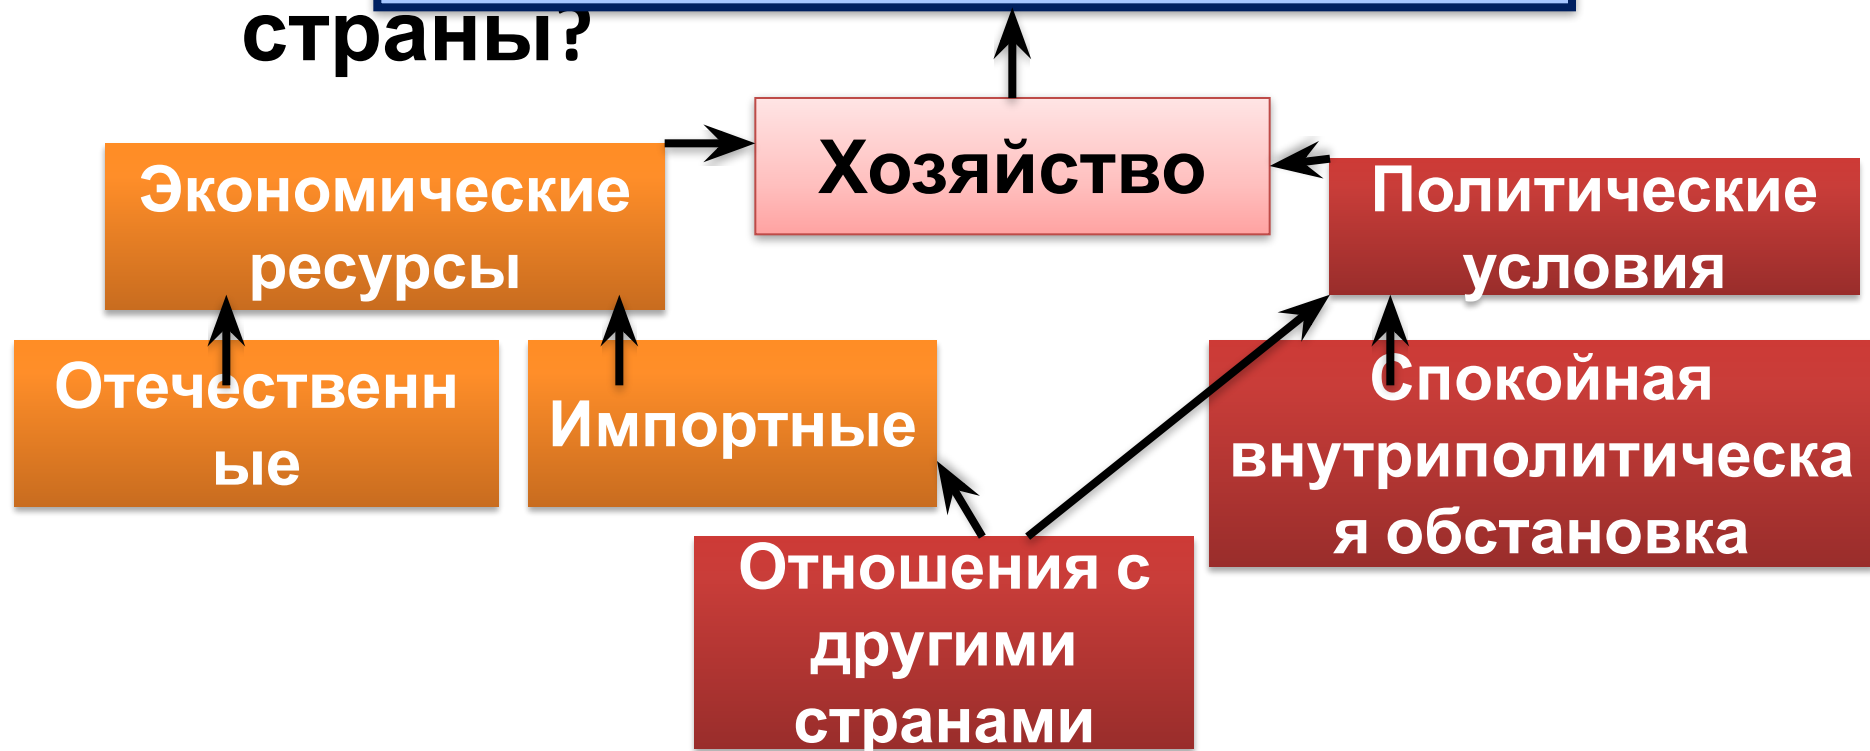 страны?
Хозяйство
Экономические
ресурсы
Политические
условия
Отечественн
ые
Импортные
Спокойная
внутриполитическа
я обстановка
Отношения с
другими
странами